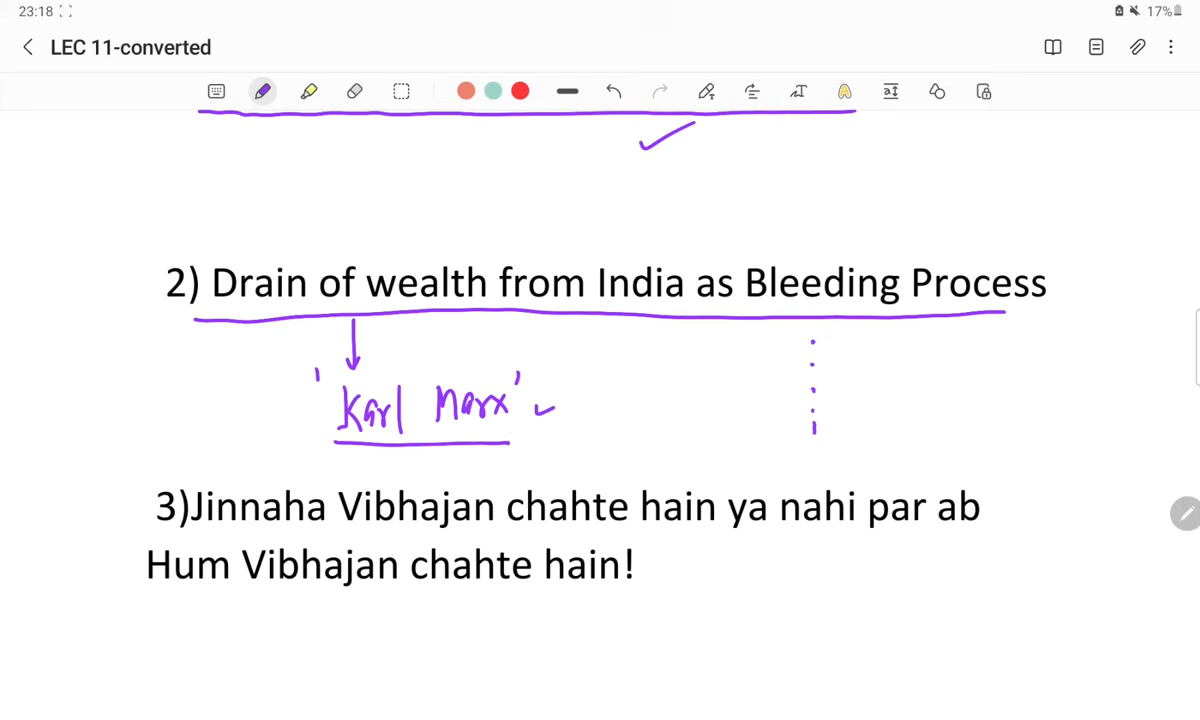 23:18
17%
LEC 11-converted
2) Drain of wealth from India as Bleeding Process
'Karl Marx'
3)Jinnaha Vibhajan chahte hain ya nahi par ab
Hum Vibhajan chahte hain!